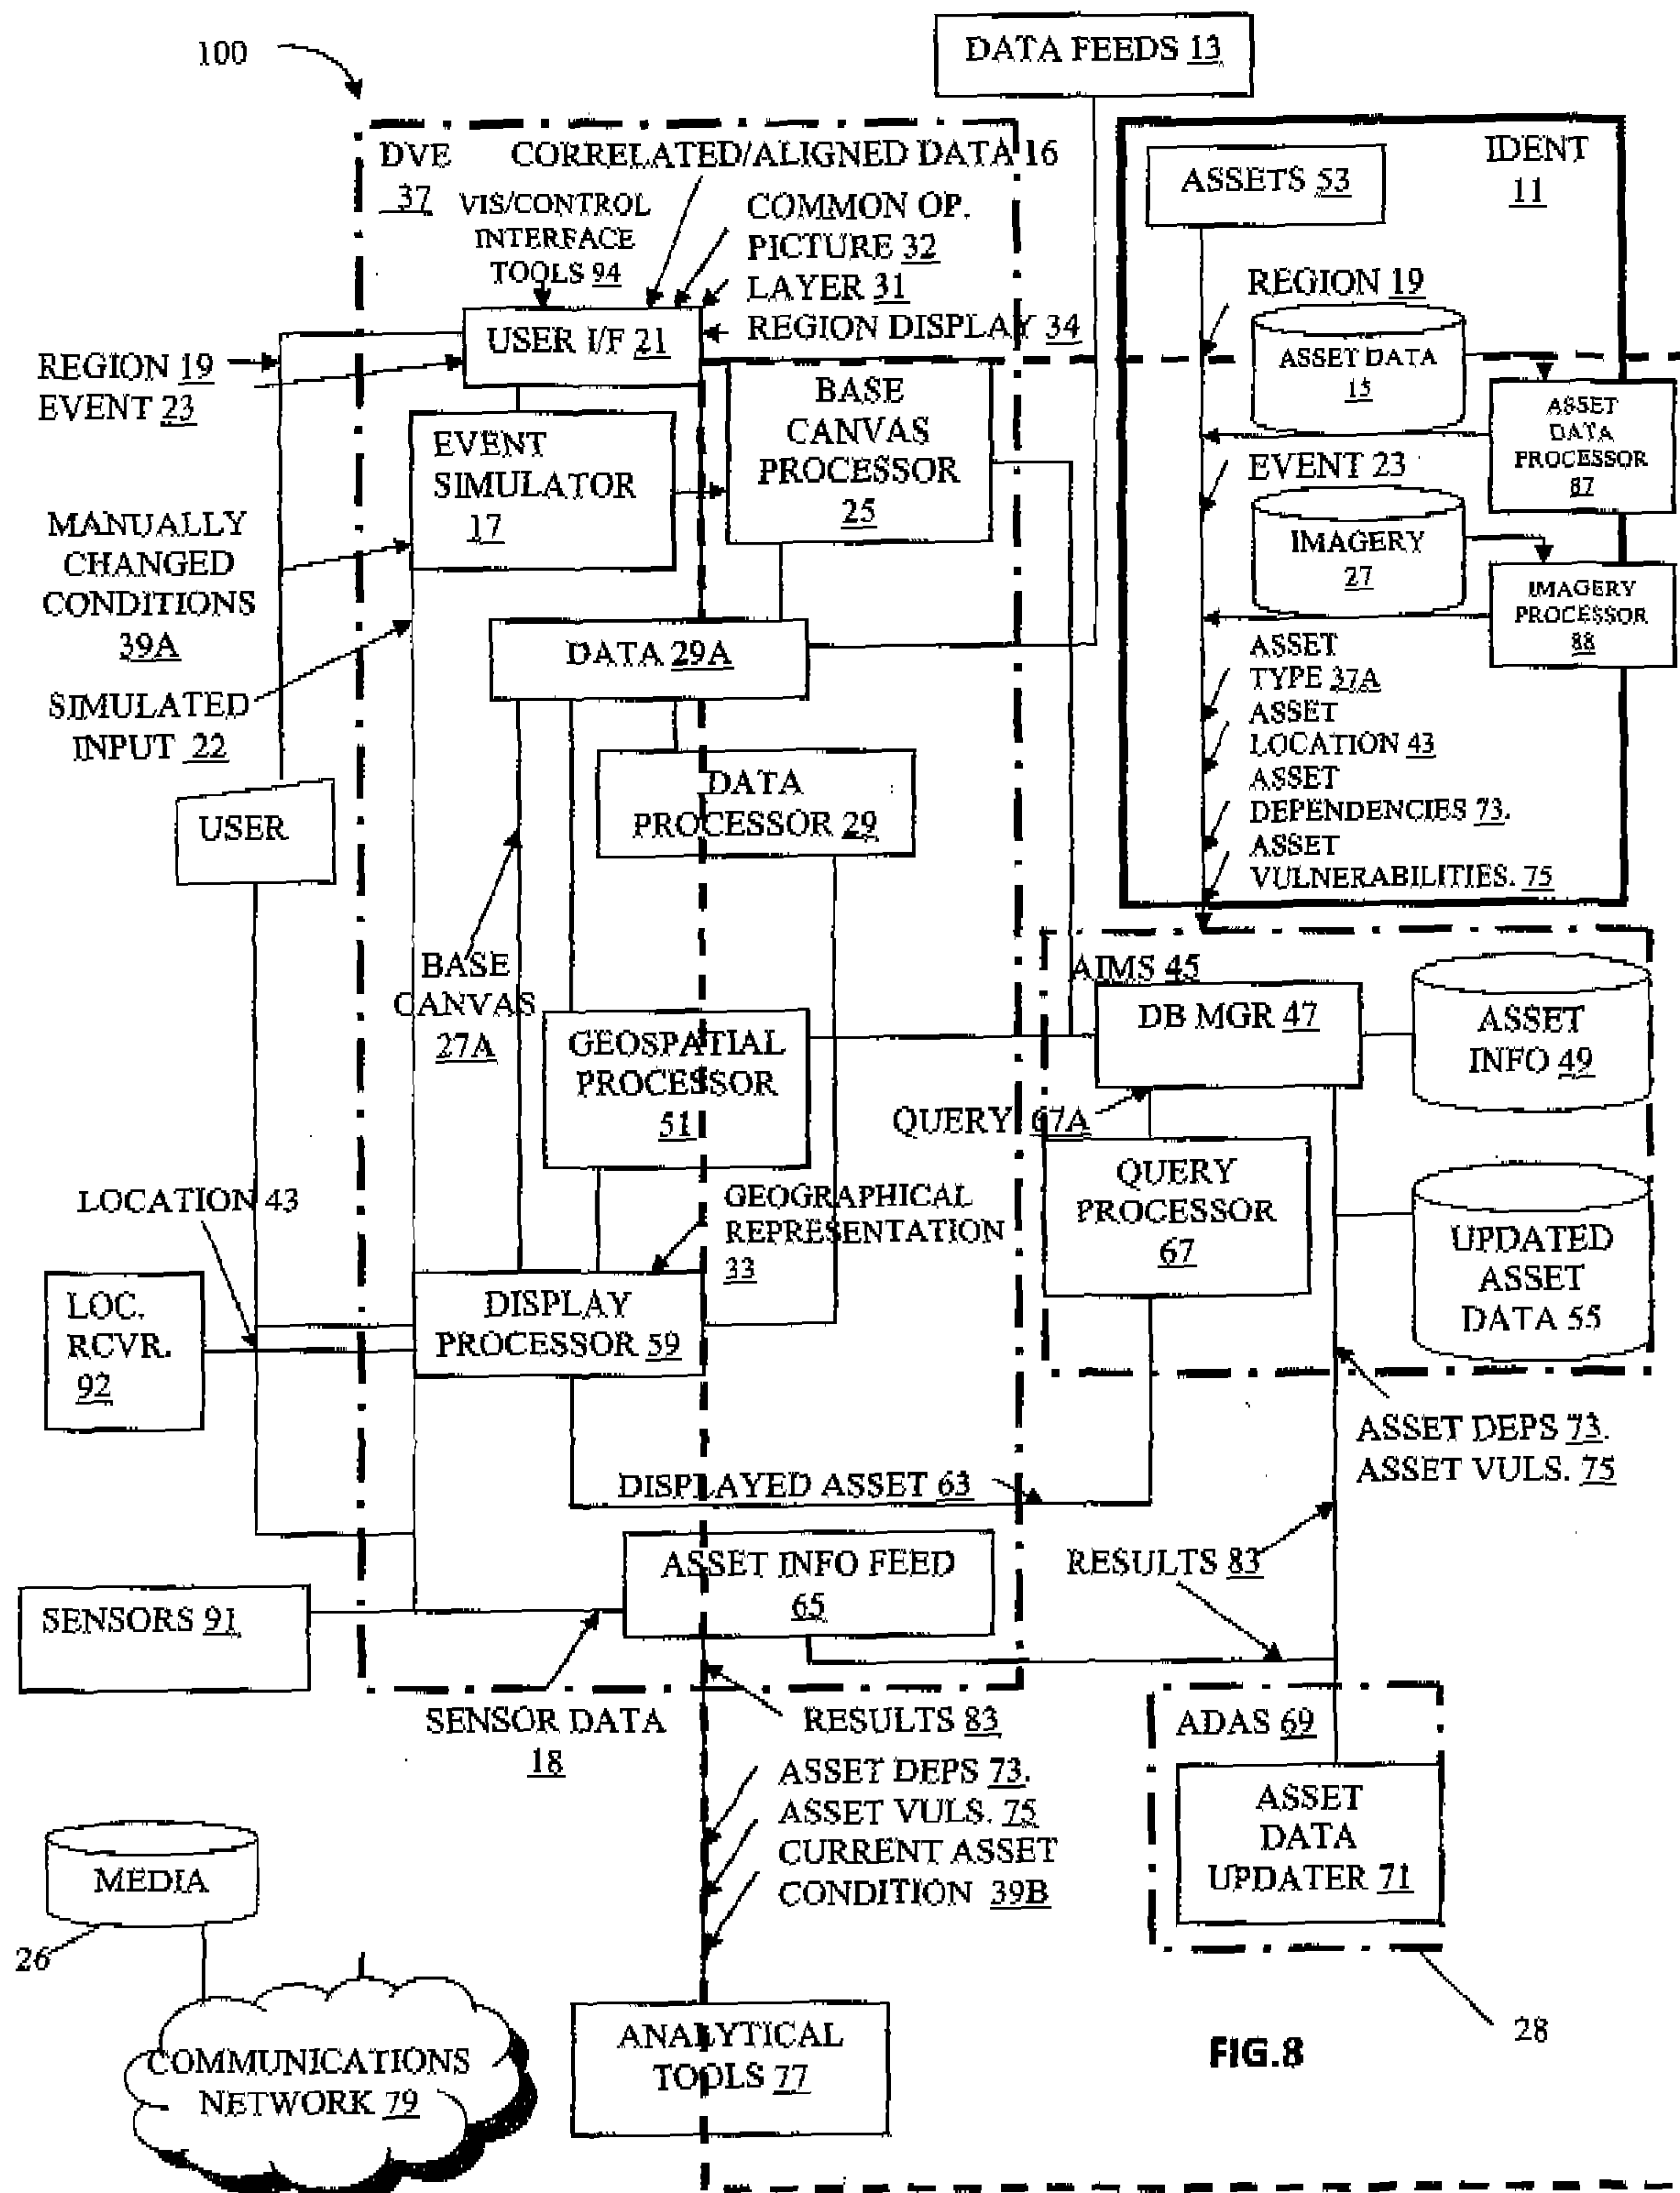 100
DATA FEEDS 13
DVE
37
CORRELATED/ALIGNED DATA 16
VIS/CONTROL
INTERFACE
TOOLS 94
COMMON OP.
PICTURE 32
LAYER 31
REGION DISPLAY 34
USER I/F 21
REGION 19
EVENT 23
EVENT
SIMULATOR
17
BASE
CANVAS
PROCESSOR
25
MANUALLY
CHANGED
CONDITIONS
39A
SIMULATED
INPUT 22
USER
DATA 29A
DATA
PROCESSOR 29
BASE
CANVAS
27A
GEOSPATIAL
PROCESSOR
51
GEOGRAPHICAL
REPRESENTATION
33
LOCATION 43
LOC.
RCVR.
92
DISPLAY
PROCESSOR 59
DISPLAYED ASSET 63
ASSET INFO FEED
65
SENSORS 91
SENSOR DATA
18
RESULTS 83
ASSET DEPS 73.
ASSET VULS. 75
CURRENT ASSET
CONDITION 39B
ANALYTICAL
TOOLS 77
MEDIA
26
COMMUNICATIONS
NETWORK 79
IDENT
11
ASSETS 53
REGION 19
ASSET DATA
15
ASSET
DATA
PROCESSOR
87
EVENT 23
IMAGERY
27
IMAGERY
PROCESSOR
88
ASSET
TYPE 37A
ASSET
LOCATION 43
ASSET
DEPENDENCIES 73.
ASSET
VULNERABILITIES. 75
AIMS 45
DB MGR 47
ASSET
INFO 49
QUERY 67A
QUERY
PROCESSOR
67
UPDATED
ASSET
DATA 55
ASSET DEPS 73.
ASSET VULS. 75
RESULTS 83
ADAS 69
ASSET
DATA
UPDATER 71
28
FIG.8